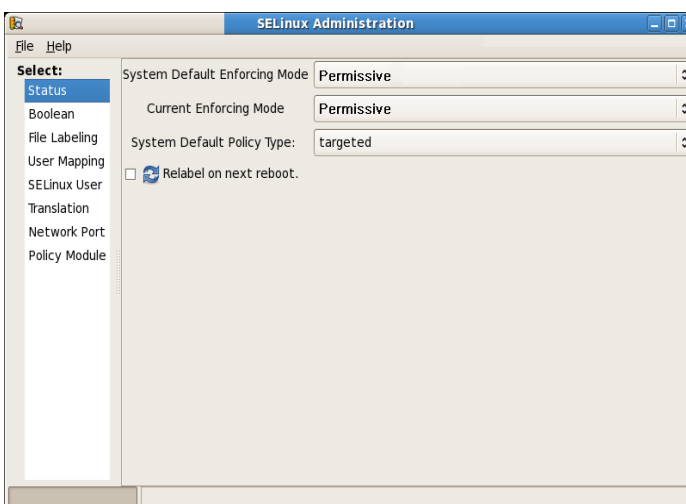 SELinux Administration
File Help
Select:
Status
Boolean
File Labeling
User Mapping
SELinux User
Translation
Network Port
Policy Module
System Default Enforcing Mode Permissive
Current Enforcing Mode Permissive
System Default Policy Type: targeted
Relabel on next reboot.